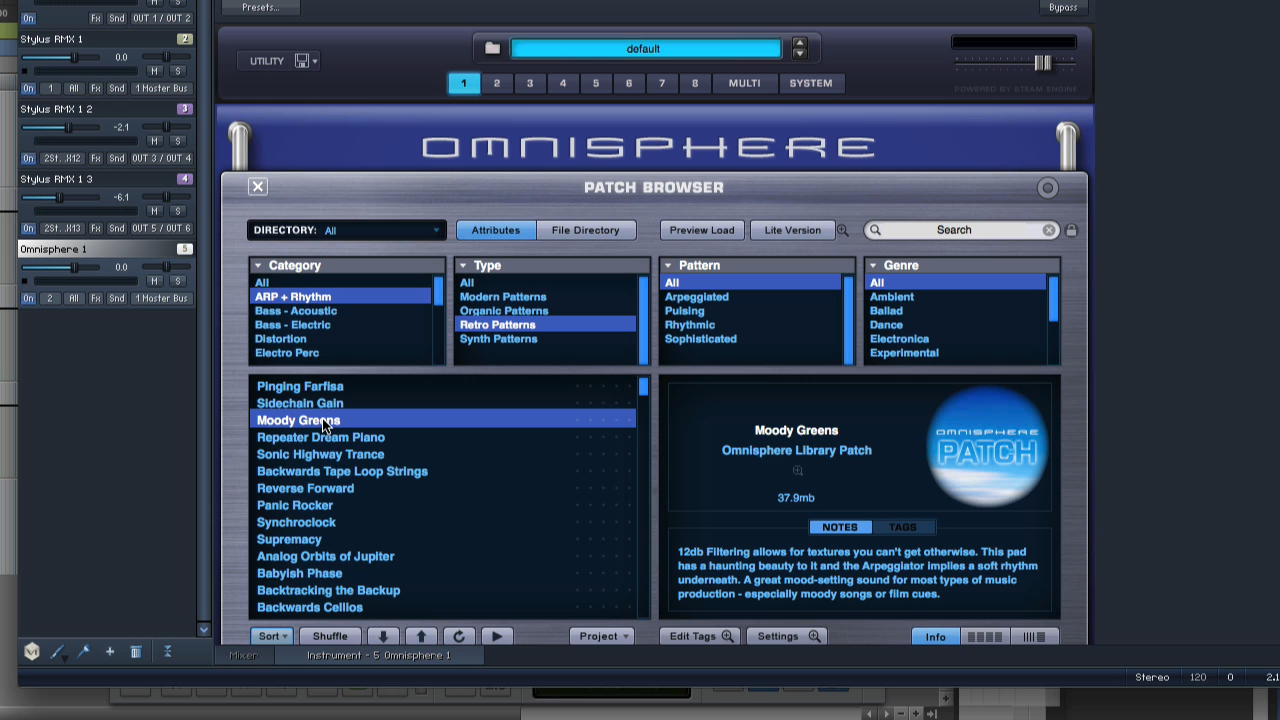 Presets...
Bypass
00
On Fx Snd OUT 1 / OUT 2
Stylus RMX 1 2
0.0
M S
On 1 All Fx Snd 1 Master Bus
Stylus RMX 1 2 3
-2.1
M S
On 2St..X12 Fx Snd OUT 3 / OUT 4
Stylus RMX 1 3 4
-6.1
M S
On 2St..X13 Fx Snd OUT 5 / OUT 6
Omnisphere 1 5
0.0
M S
On 2 All Fx Snd 1 Master Bus
UTILITY
default
1 2 3 4 5 6 7 8 MULTI SYSTEM
POWERED BY STEAM ENGINE
OMNISPHERE
PATCH BROWSER
DIRECTORY: All
Attributes File Directory
Preview Load Lite Version
Search
Category
All
ARP + Rhythm
Bass - Acoustic
Bass - Electric
Distortion
Electro Perc
Type
All
Modern Patterns
Organic Patterns
Retro Patterns
Synth Patterns
Pattern
All
Arpeggiated
Pulsing
Rhythmic
Sophisticated
Genre
All
Ambient
Ballad
Dance
Electronica
Experimental
Pinging Farfisa
Sidechain Gain
Moody Greens
Repeater Dream Piano
Sonic Highway Trance
Backwards Tape Loop Strings
Reverse Forward
Panic Rocker
Synchroclock
Supremacy
Analog Orbits of Jupiter
Babyish Phase
Backtracking the Backup
Backwards Cellios
Moody Greens
Omnisphere Library Patch
37.9mb
OMNISPHERE
PATCH
NOTES TAGS
12db Filtering allows for textures you can't get otherwise. This pad
has a haunting beauty to it and the Arpeggiator implies a soft rhythm
underneath. A great mood-setting sound for most types of music
production - especially moody songs or film cues.
Sort Shuffle Project Edit Tags Settings Info
Mixer Instrument - 5 Omnisphere 1
Stereo 120 0 2.1